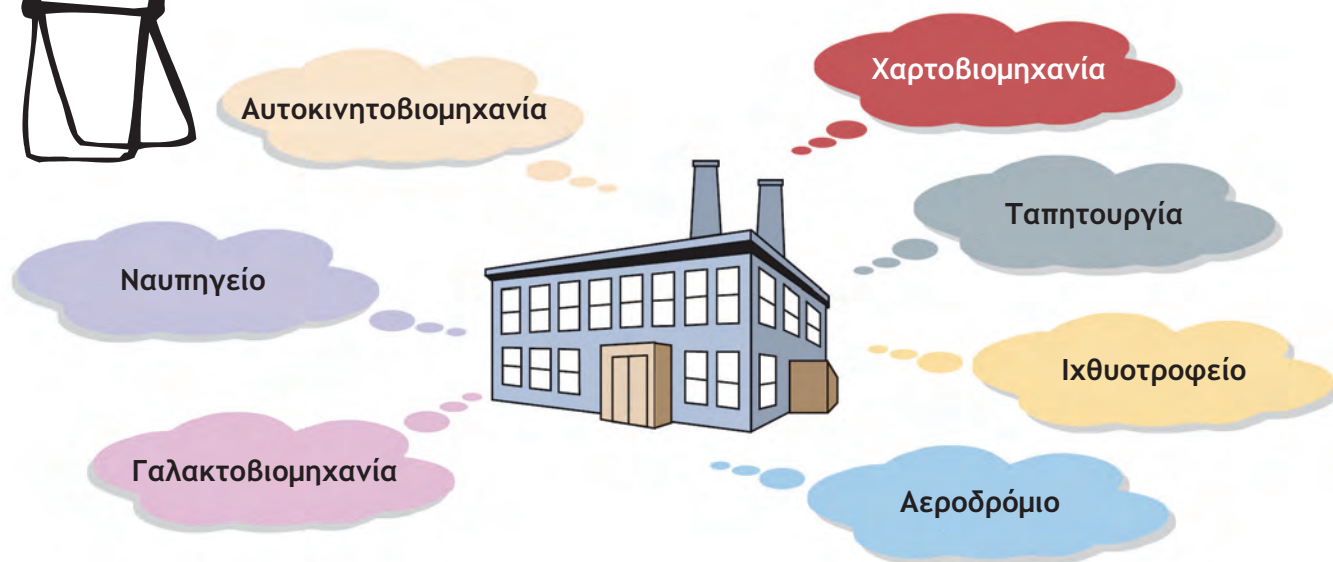 Αυτοκινητοβιομηχανία
Χαρτοβιομηχανία
Ναυπηγείο
Ταπητουργία
Ιχθυοτροφείο
Γαλακτοβιομηχανία
Αεροδρόμιο